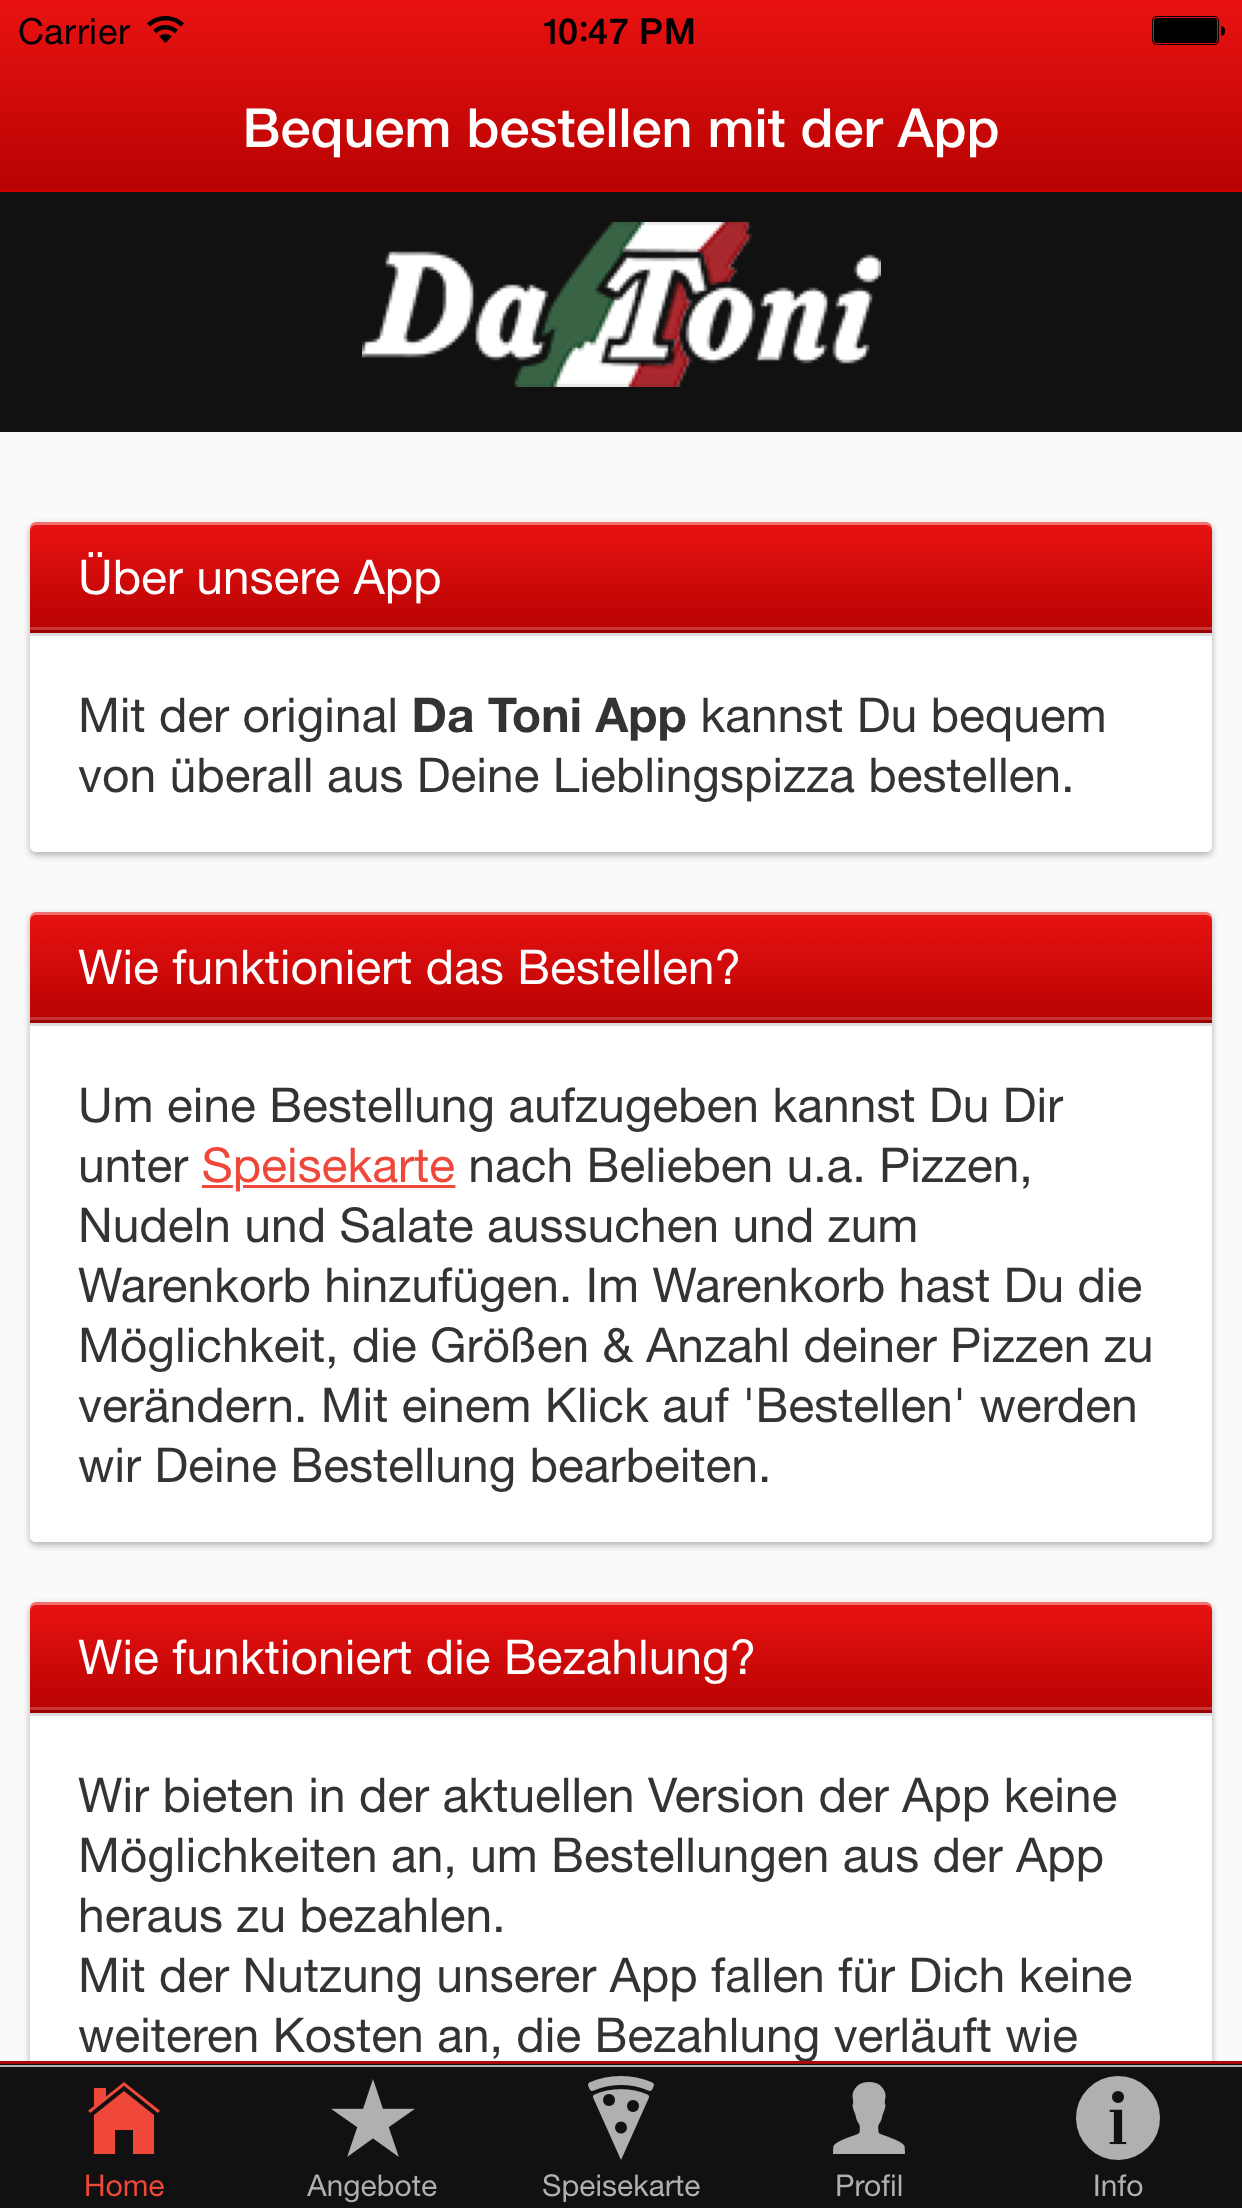 Carrier 10:47 PM
Bequem bestellen mit der App
Da Toni
Über unsere App
Mit der original Da Toni App kannst Du bequem
von überall aus Deine Lieblingspizza bestellen.
Wie funktioniert das Bestellen?
Um eine Bestellung aufzugeben kannst Du Dir
unter Speisekarte nach Belieben u.a. Pizzen,
Nudeln und Salate aussuchen und zum
Warenkorb hinzufügen. Im Warenkorb hast Du die
Möglichkeit, die Größen & Anzahl deiner Pizzen zu
verändern. Mit einem Klick auf 'Bestellen' werden
wir Deine Bestellung bearbeiten.
Wie funktioniert die Bezahlung?
Wir bieten in der aktuellen Version der App keine
Möglichkeiten an, um Bestellungen aus der App
heraus zu bezahlen.
Mit der Nutzung unserer App fallen für Dich keine
weiteren Kosten an, die Bezahlung verläuft wie
Home Angebote Speisekarte Profil Info